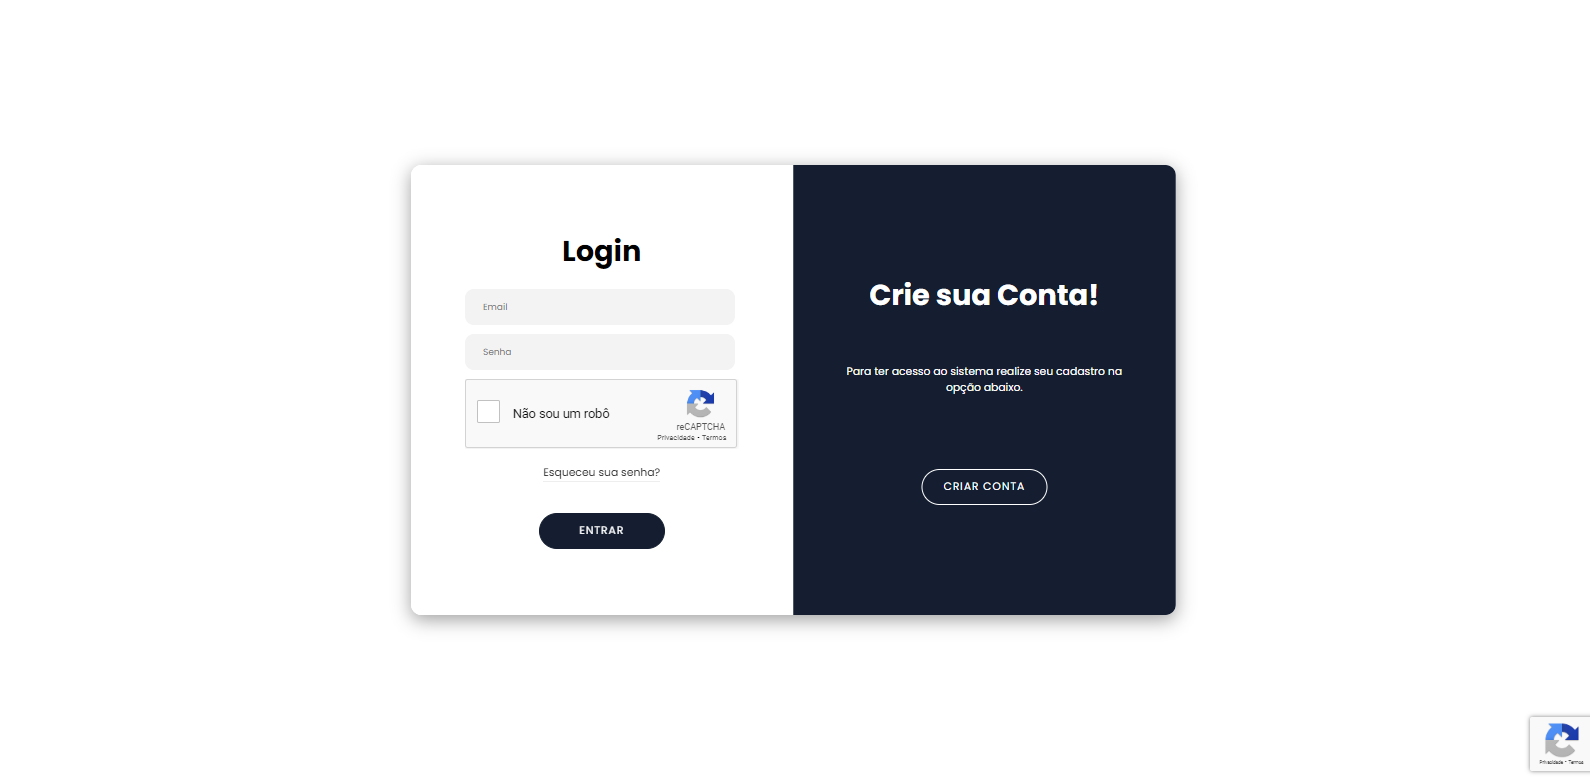 Login
Email
Senha
Não sou um robô
reCAPTCHA
Privacidade - Termos
Esqueceu sua senha?
ENTRAR
Crie sua Conta!
Para ter acesso ao sistema realize seu cadastro na
opção abaixo.
CRIAR CONTA
Privacidade - Termos